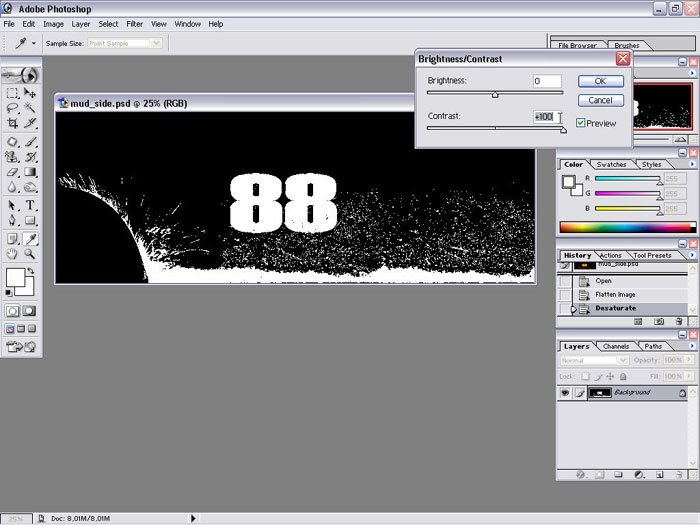 Adobe Photoshop
File Edit Image Layer Select Filter View Window Help
Sample Size: Point Sample
File Browser Brushes
Brightness/Contrast
Brightness: 0
OK
Cancel
Contrast: +100
Preview
mud_side.psd @ 25% (RGB)
88
Color Swatches Styles
R 255
G 255
B 255
History Actions Tool Presets
mud_side.psd
Open
Flatten Image
Desaturate
Layers Channels Paths
Normal Opacity: 100%
Lock: Fill: 100%
Background
25% Doc: 8,01M/8,01M